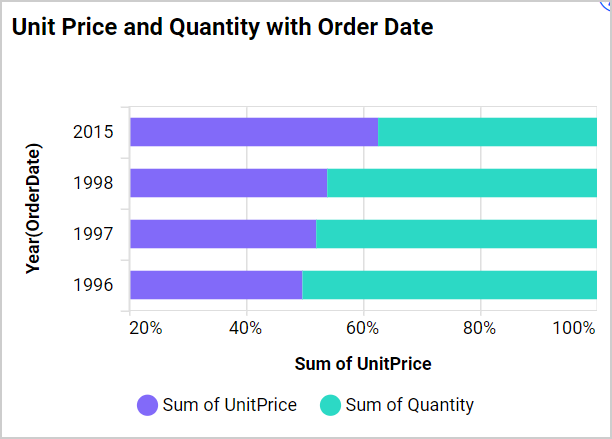 Unit Price and Quantity with Order Date
Year(OrderDate)
2015
1998
1997
1996
20% 40% 60% 80% 100%
Sum of UnitPrice
Sum of UnitPrice Sum of Quantity